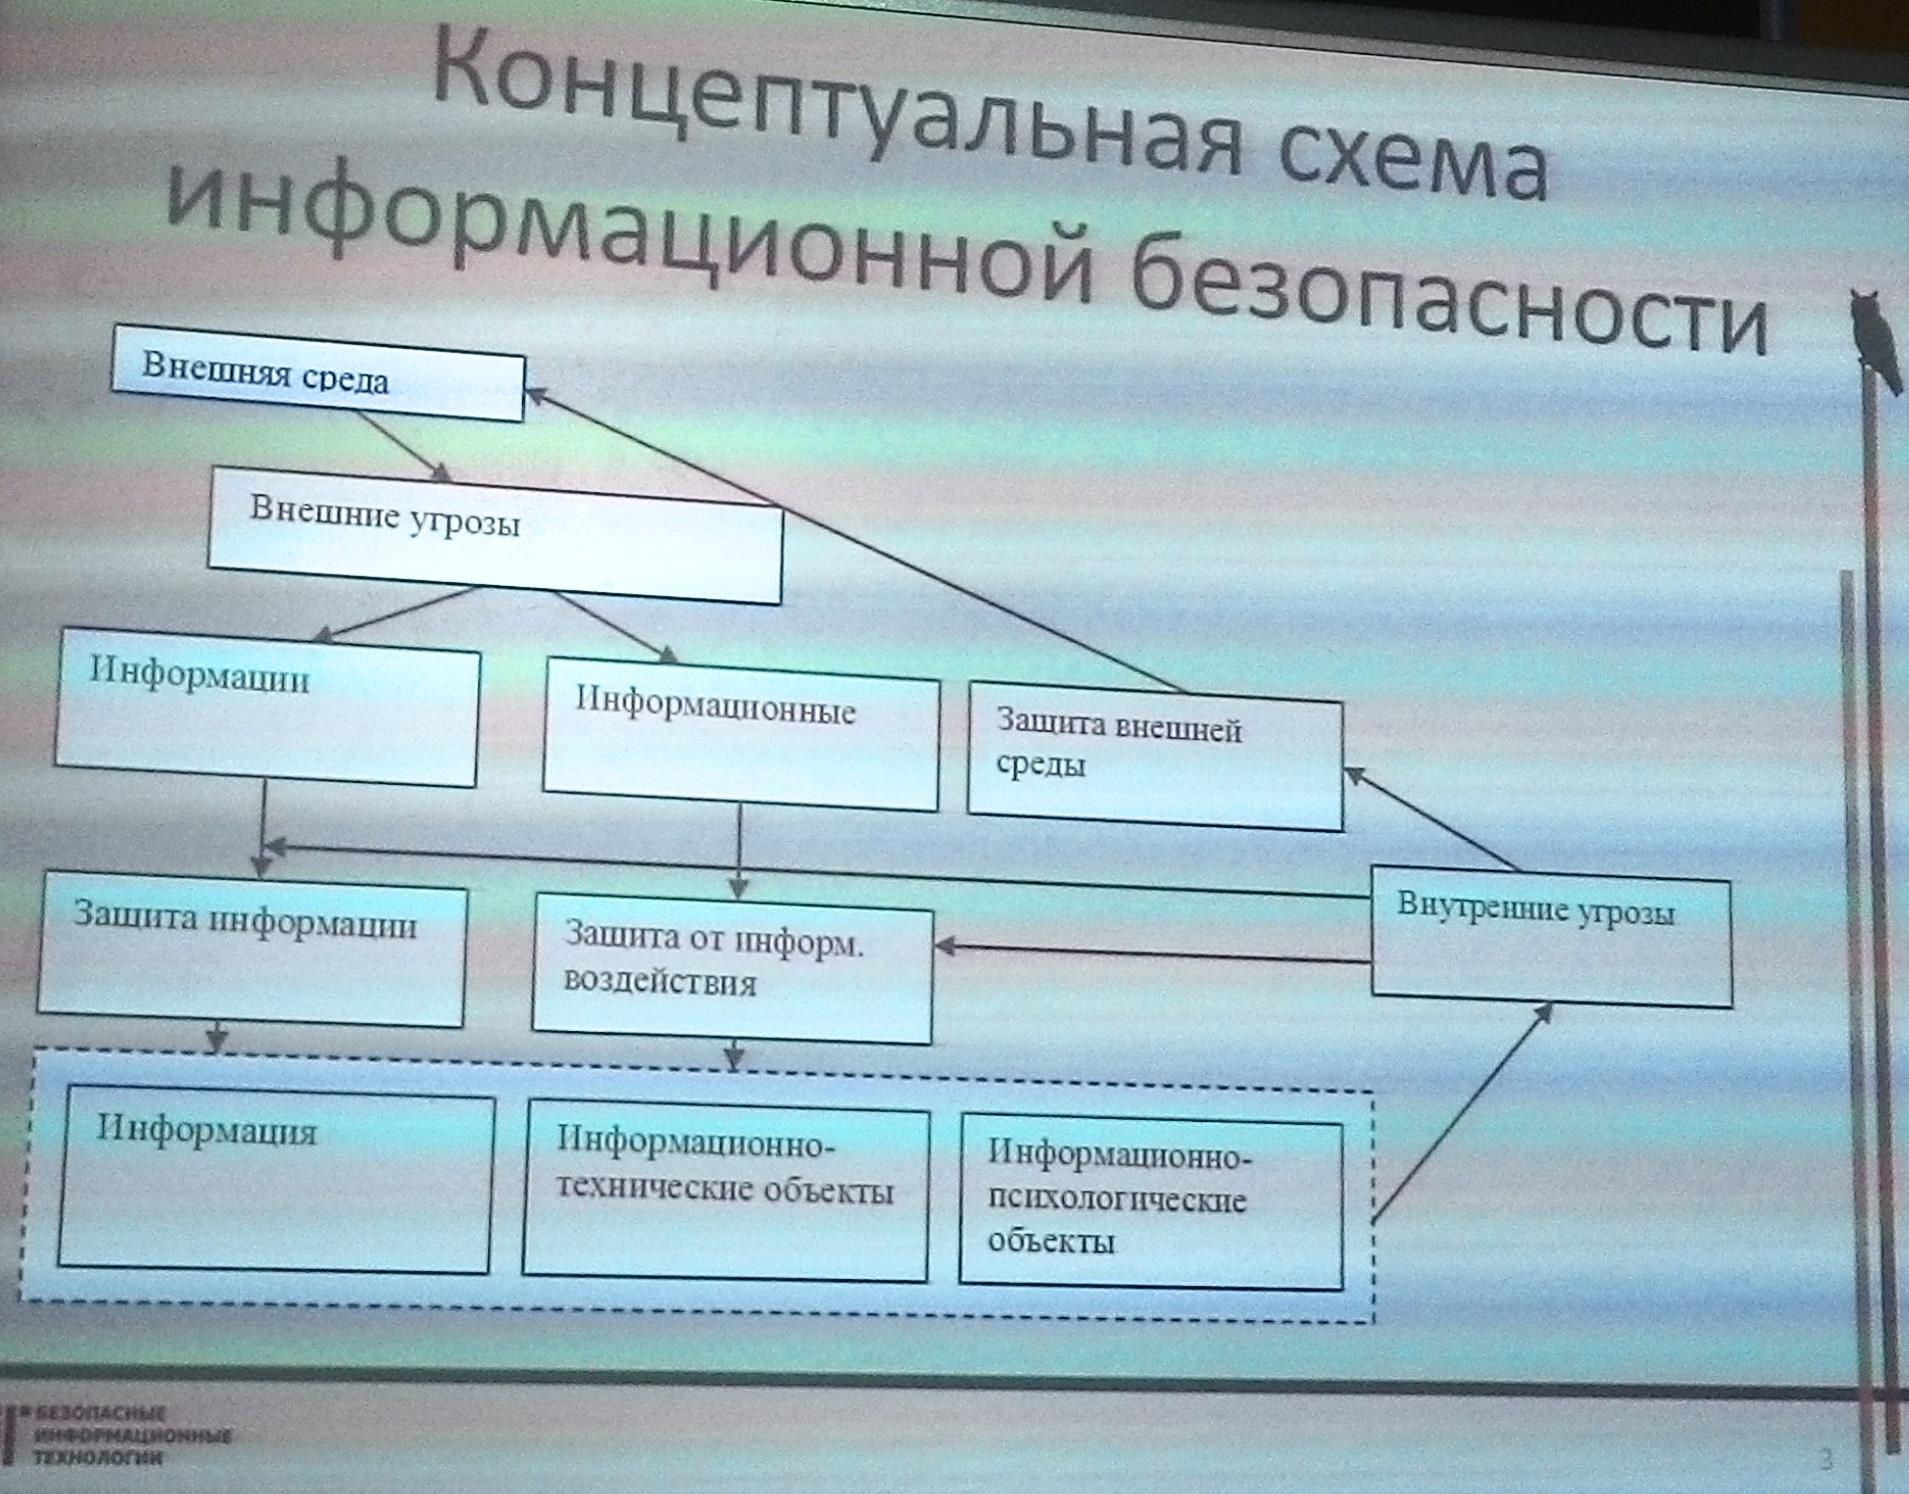 Концептуальная схема
информационной безопасности
Внешняя среда
Внешние угрозы
Информации
Информационные
Защита внешней
среды
Внутренние угрозы
Защита информации
Защита от информ.
воздействия
Информация
Информационно-
технические объекты
Информационно-
психологические
объекты
БЕЗОПАСНЫЕ
ИНФОРМАЦИОННЫЕ
ТЕХНОЛОГИИ
3